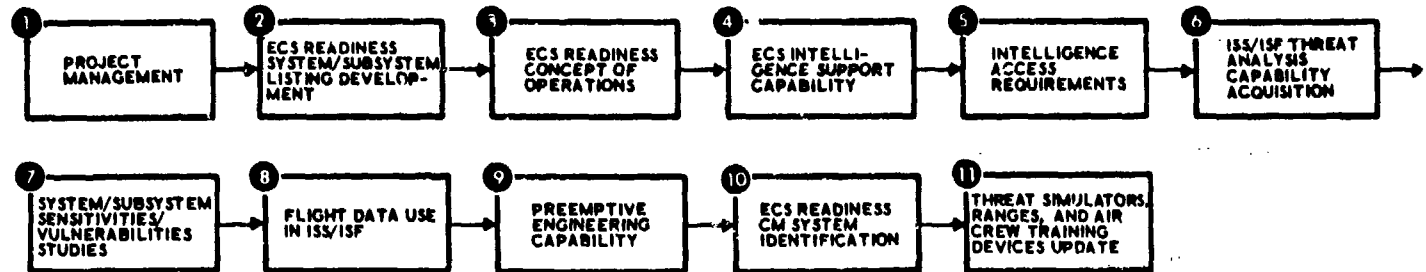 1
PROJECT
MANAGEMENT
2
ECS READINESS
SYSTEM/SUBSYSTEM
LISTING DEVELOP-
MENT
3
ECS READINESS
CONCEPT OF
OPERATIONS
4
ECS INTELLI-
GENCE SUPPORT
CAPABILITY
5
INTELLIGENCE
ACCESS
REQUIREMENTS
6
ISS/ISF THREAT
ANALYSIS
CAPABILITY
ACQUISITION
7
SYSTEM/SUBSYSTEM
SENSITIVITIES/
VULNERABILITIES
STUDIES
8
FLIGHT DATA USE
IN ISS/ISF
9
PREEMPTIVE
ENGINEERING
CAPABILITY
10
ECS READINESS
CM SYSTEM
IDENTIFICATION
11
THREAT SIMULATORS,
RANGES, AND AIR
CREW TRAINING
DEVICES UPDATE